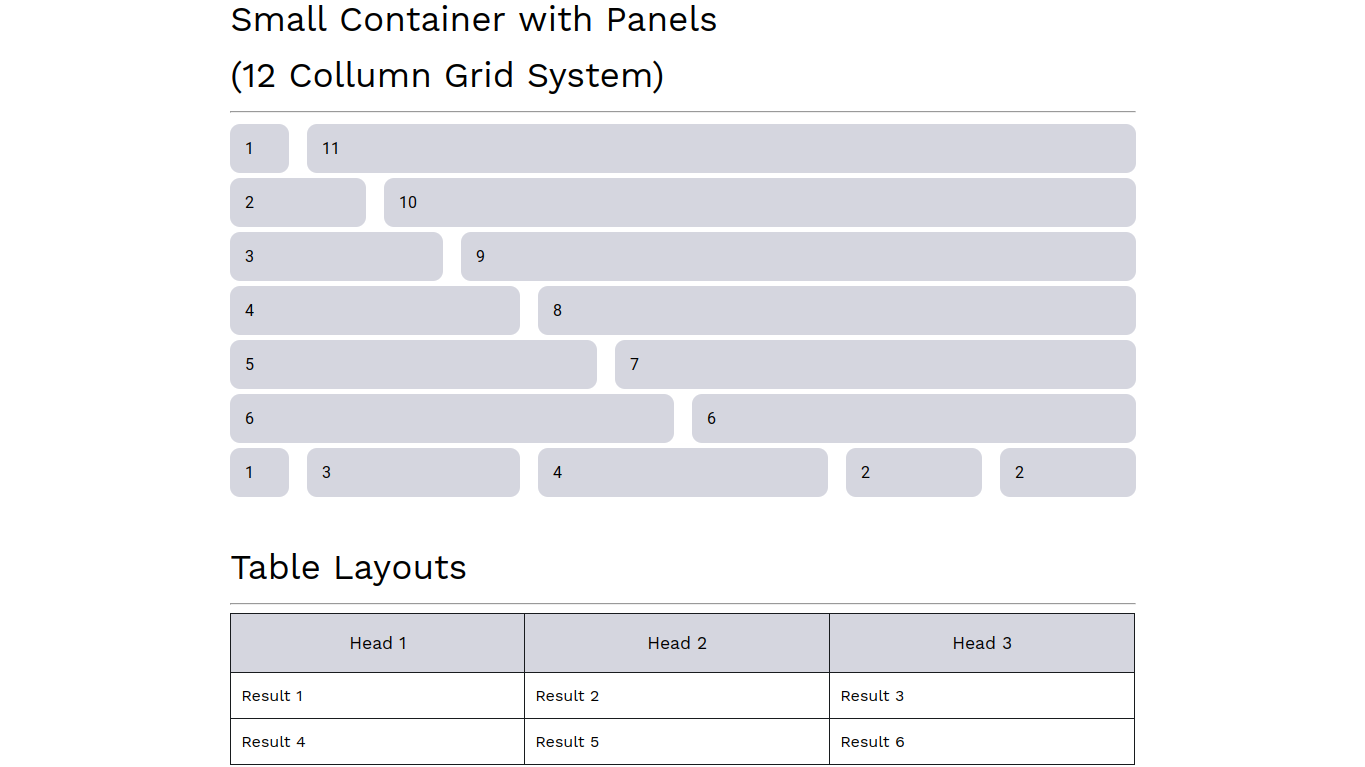 Small Container with Panels
(12 Collumn Grid System)
1 11
2 10
3 9
4 8
5 7
6 6
1 3 4 2 2
Table Layouts
Head 1 Head 2 Head 3
Result 1 Result 2 Result 3
Result 4 Result 5 Result 6